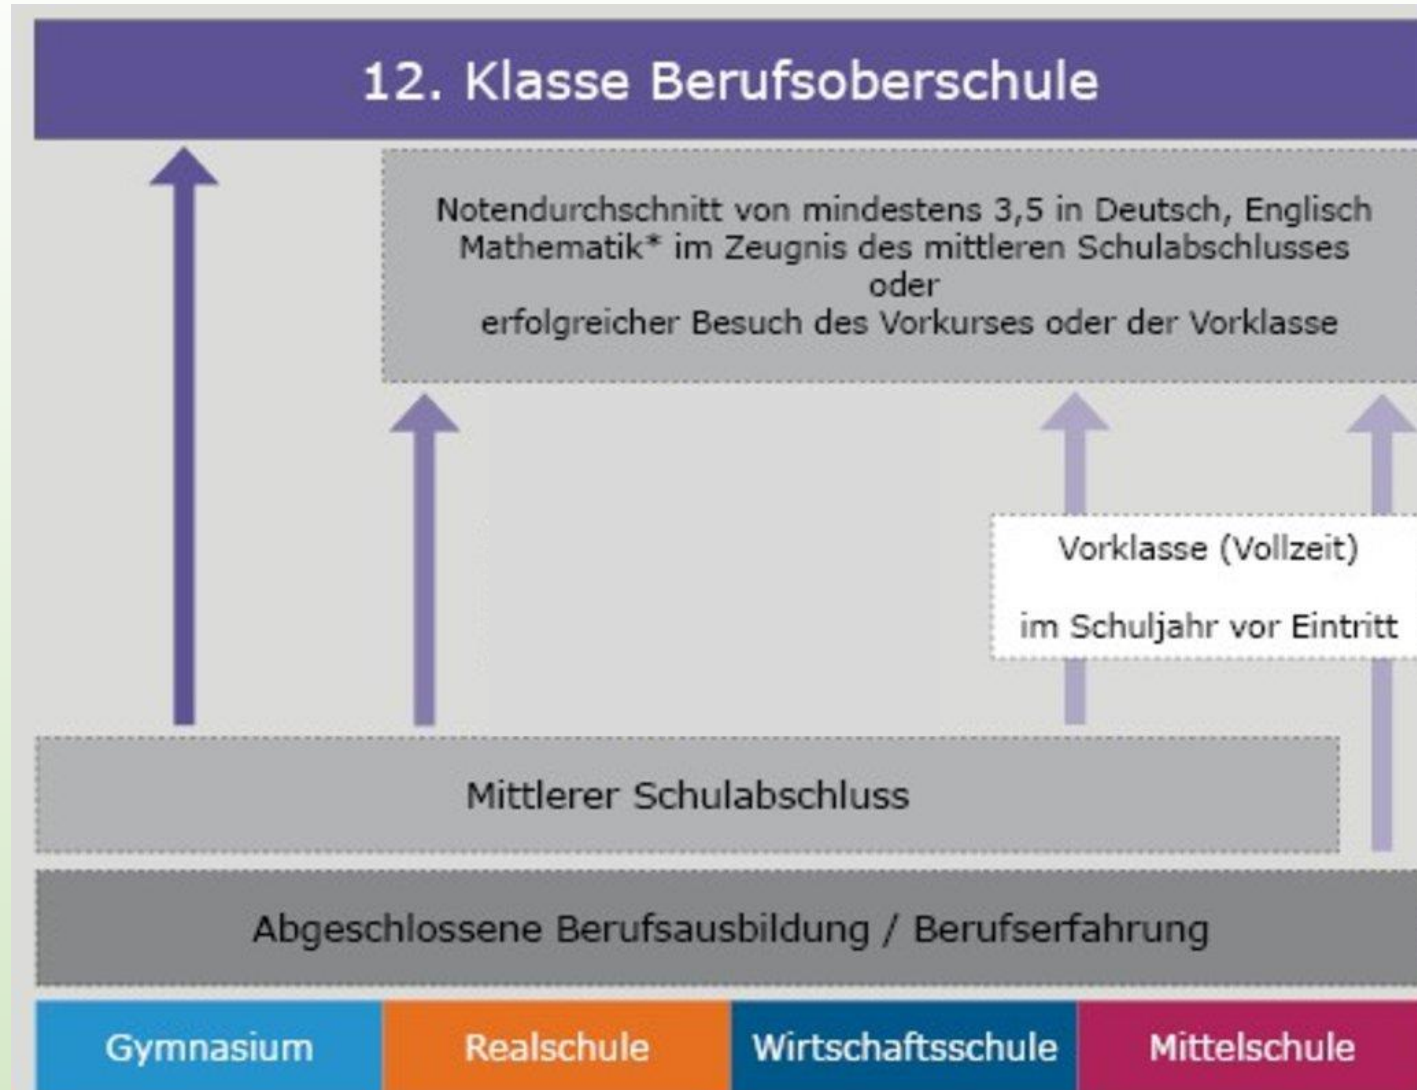 12. Klasse Berufsoberschule
Notendurchschnitt von mindestens 3,5 in Deutsch, Englisch
Mathematik* im Zeugnis des mittleren Schulabschlusses
oder
erfolgreicher Besuch des Vorkurses oder der Vorklasse
Vorklasse (Vollzeit)
im Schuljahr vor Eintritt
Mittlerer Schulabschluss
Abgeschlossene Berufsausbildung / Berufserfahrung
Gymnasium
Realschule
Wirtschaftsschule
Mittelschule